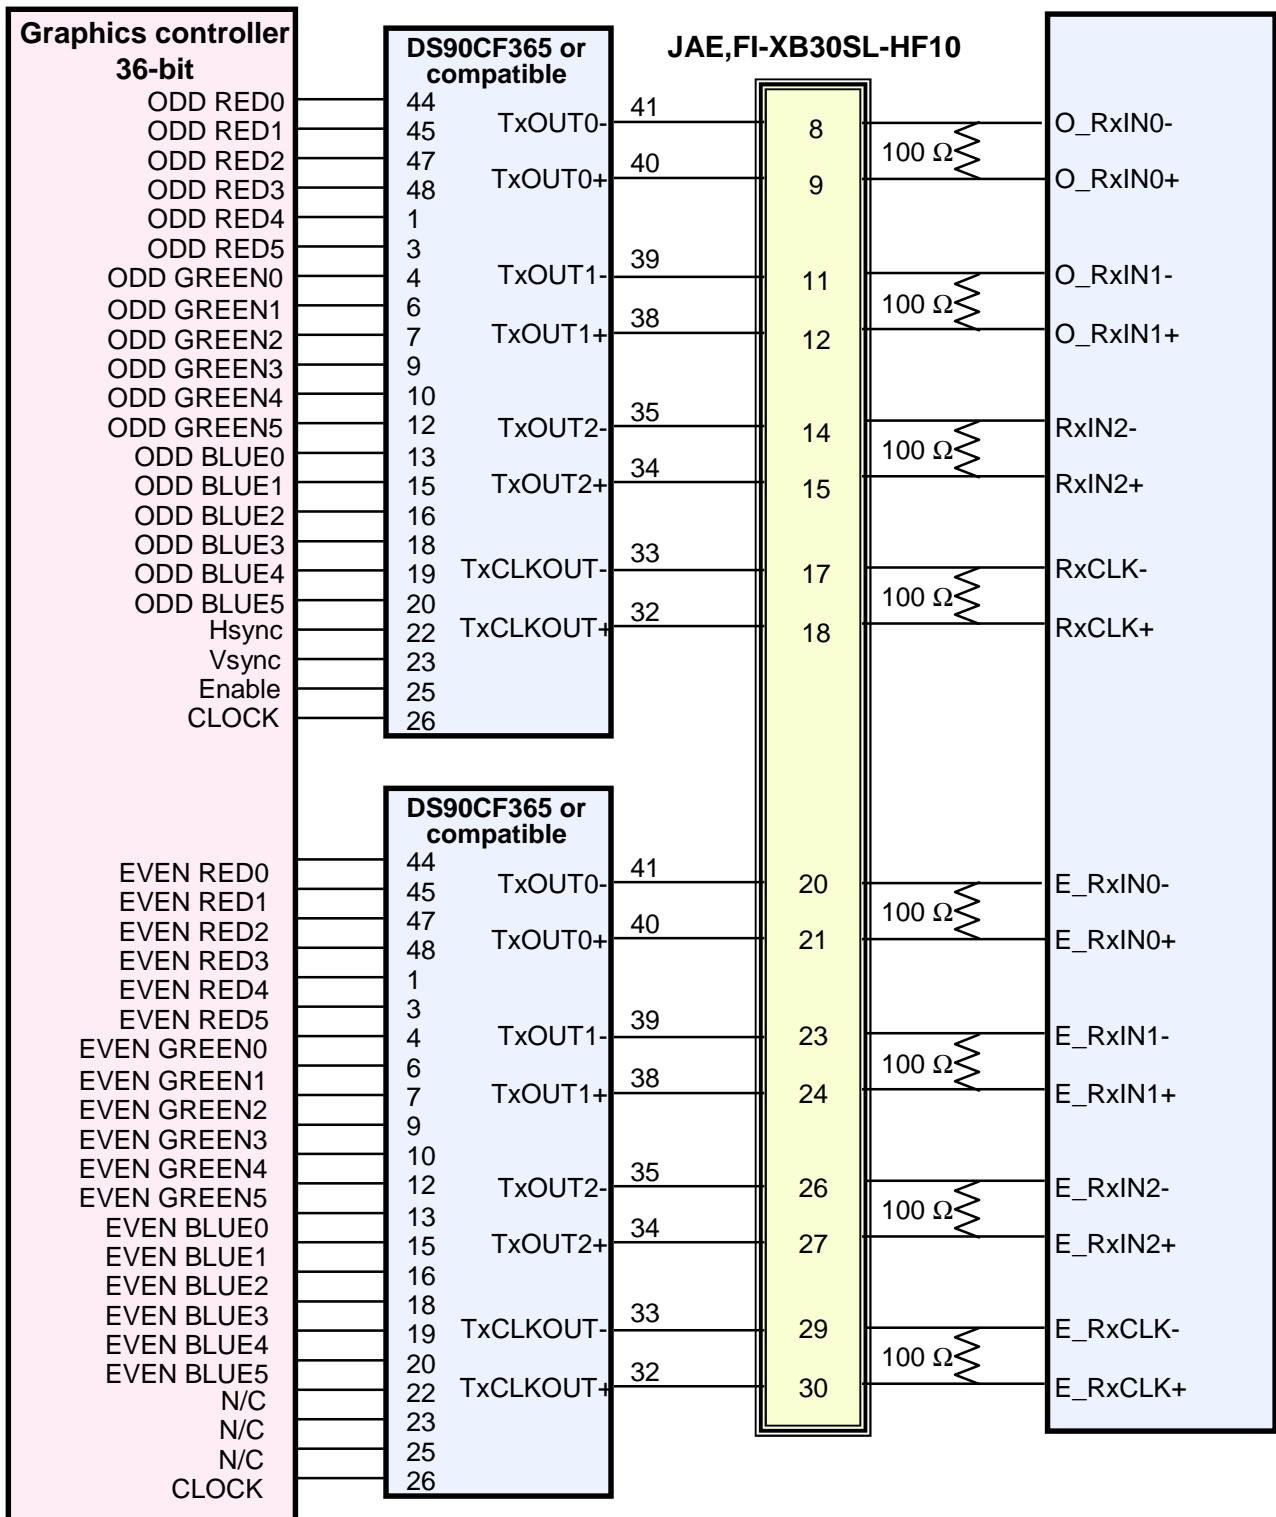 Graphics controller
36-bit
ODD RED0
ODD RED1
ODD RED2
ODD RED3
ODD RED4
ODD RED5
ODD GREEN0
ODD GREEN1
ODD GREEN2
ODD GREEN3
ODD GREEN4
ODD GREEN5
ODD BLUE0
ODD BLUE1
ODD BLUE2
ODD BLUE3
ODD BLUE4
ODD BLUE5
Hsync
Vsync
Enable
CLOCK
EVEN RED0
EVEN RED1
EVEN RED2
EVEN RED3
EVEN RED4
EVEN RED5
EVEN GREEN0
EVEN GREEN1
EVEN GREEN2
EVEN GREEN3
EVEN GREEN4
EVEN GREEN5
EVEN BLUE0
EVEN BLUE1
EVEN BLUE2
EVEN BLUE3
EVEN BLUE4
EVEN BLUE5
N/C
N/C
N/C
CLOCK
DS90CF365 or
compatible
44
45
47
48
1
3
4
6
7
9
10
12
13
15
16
18
19
20
22
23
25
26
TxOUT0-
TxOUT0+
TxOUT1-
TxOUT1+
TxOUT2-
TxOUT2+
TxCLKOUT-
TxCLKOUT+
41
40
39
38
35
34
33
32
DS90CF365 or
compatible
44
45
47
48
1
3
4
6
7
9
10
12
13
15
16
18
19
20
22
23
25
26
TxOUT0-
TxOUT0+
TxOUT1-
TxOUT1+
TxOUT2-
TxOUT2+
TxCLKOUT-
TxCLKOUT+
41
40
39
38
35
34
33
32
JAE,FI-XB30SL-HF10
8
9
11
12
14
15
17
18
20
21
23
24
26
27
29
30
100 Ω
100 Ω
100 Ω
100 Ω
100 Ω
100 Ω
100 Ω
100 Ω
O_RxIN0-
O_RxIN0+
O_RxIN1-
O_RxIN1+
RxIN2-
RxIN2+
RxCLK-
RxCLK+
E_RxIN0-
E_RxIN0+
E_RxIN1-
E_RxIN1+
E_RxIN2-
E_RxIN2+
E_RxCLK-
E_RxCLK+